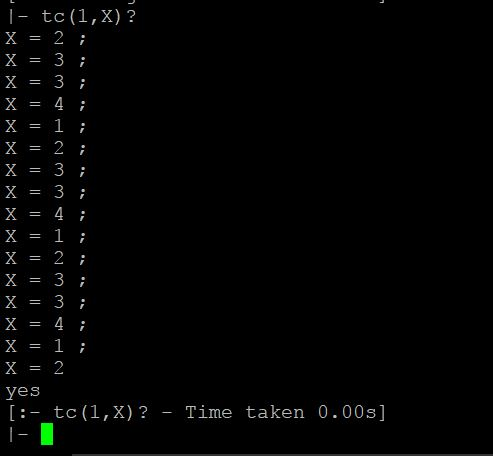 |- tc(1,X)?
X = 2 ;
X = 3 ;
X = 3 ;
X = 4 ;
X = 1 ;
X = 2 ;
X = 3 ;
X = 3 ;
X = 4 ;
X = 1 ;
X = 2 ;
X = 3 ;
X = 3 ;
X = 4 ;
X = 1 ;
X = 2
yes
[:- tc(1,X)? - Time taken 0.00s]
|-